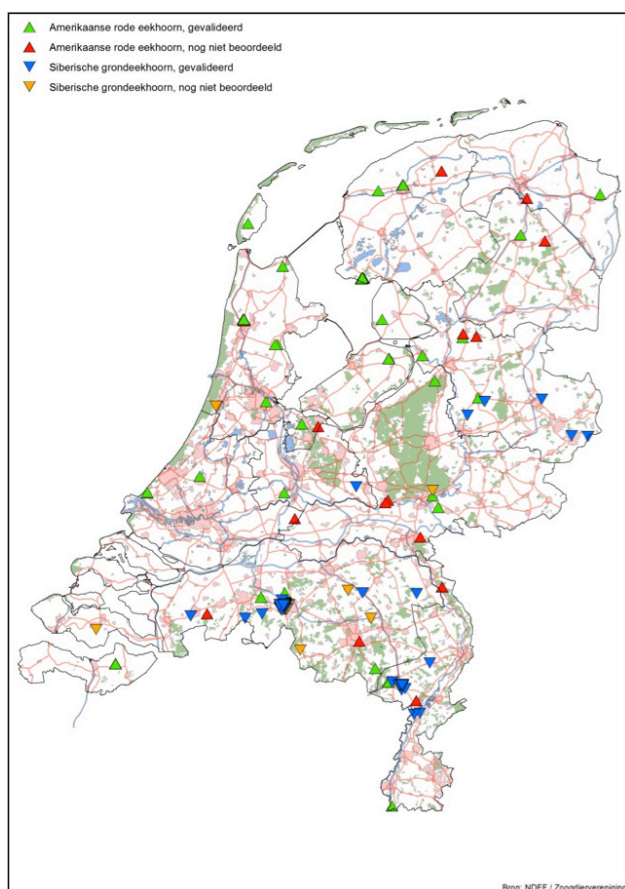 Amerikaanse rode eekhoorn, gevalideerd
Amerikaanse rode eekhoorn, nog niet beoordeeld
Siberische grondeekhoorn, gevalideerd
Siberische grondeekhoorn, nog niet beoordeeld
Bron: NDFF / Zoogdiervereniging